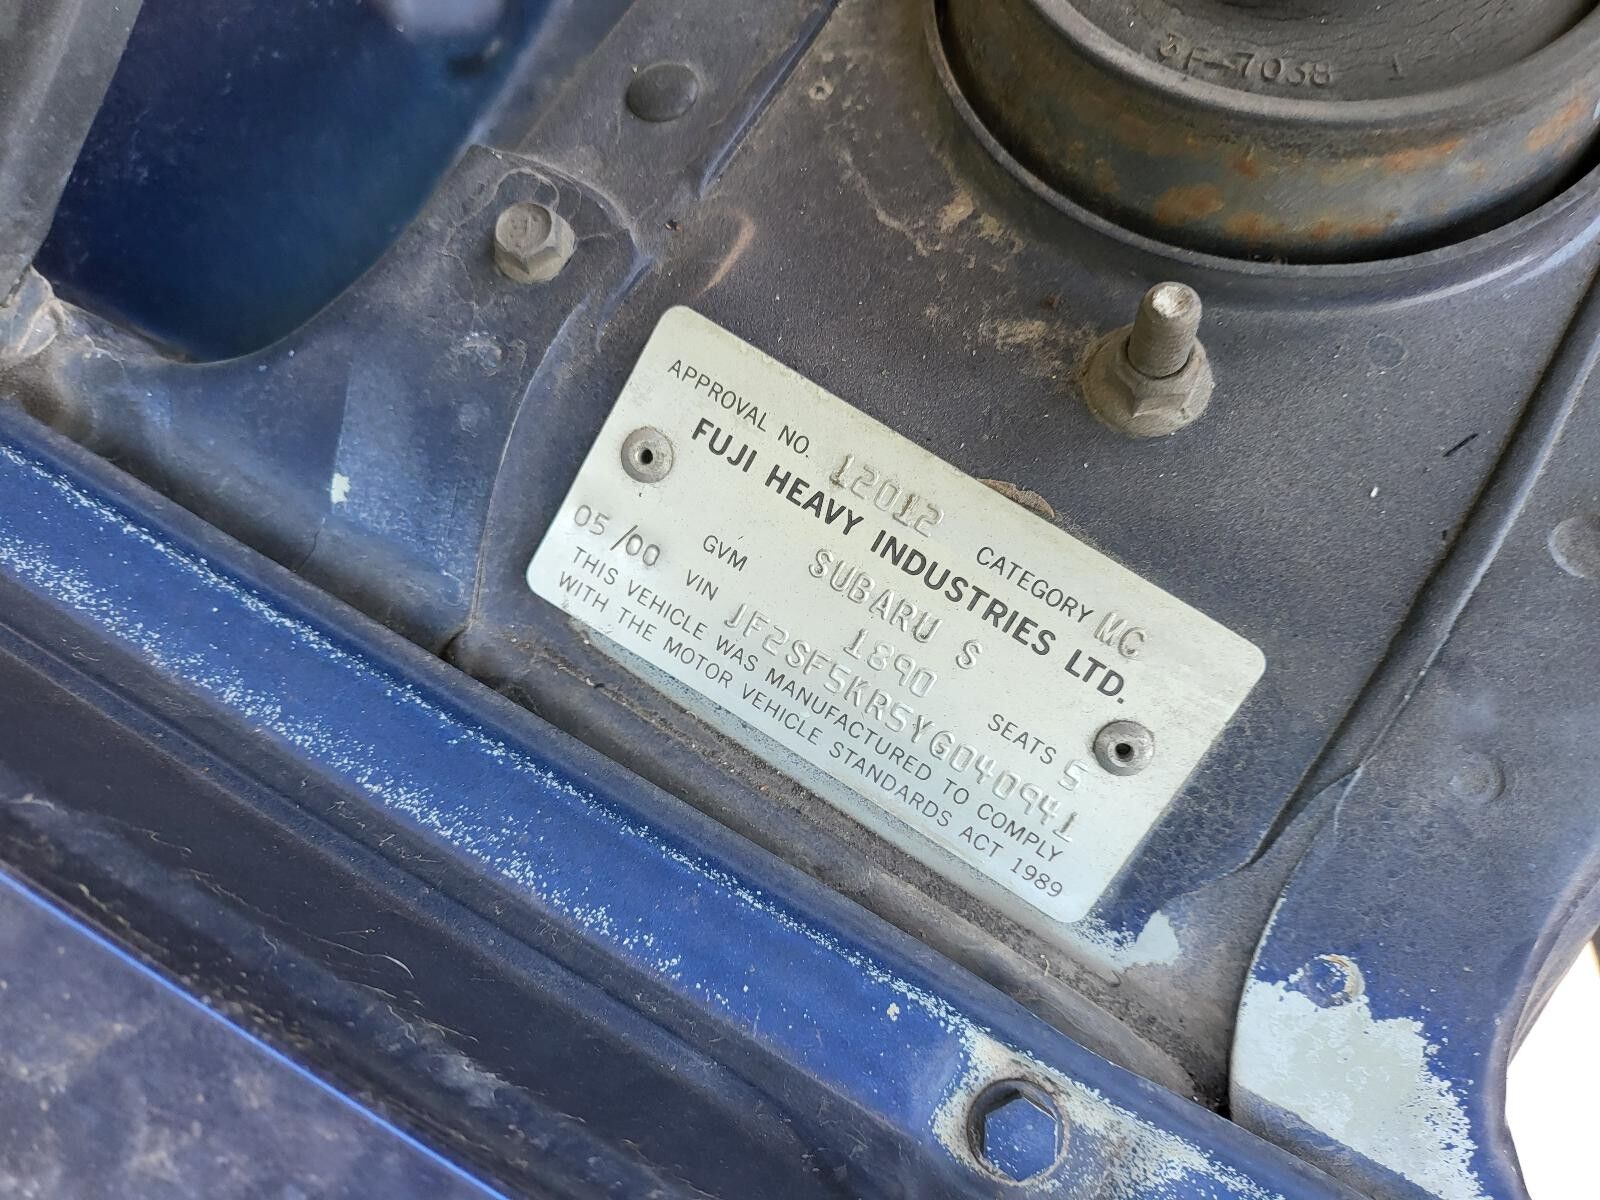 3F-7038 1
APPROVAL NO. 12012 CATEGORY MC
FUJI HEAVY INDUSTRIES LTD.
05/00 SUBARU S
GVM 1890 SEATS 5
VIN JF2SF5KR5YG040941
THIS VEHICLE WAS MANUFACTURED TO COMPLY
WITH THE MOTOR VEHICLE STANDARDS ACT 1989